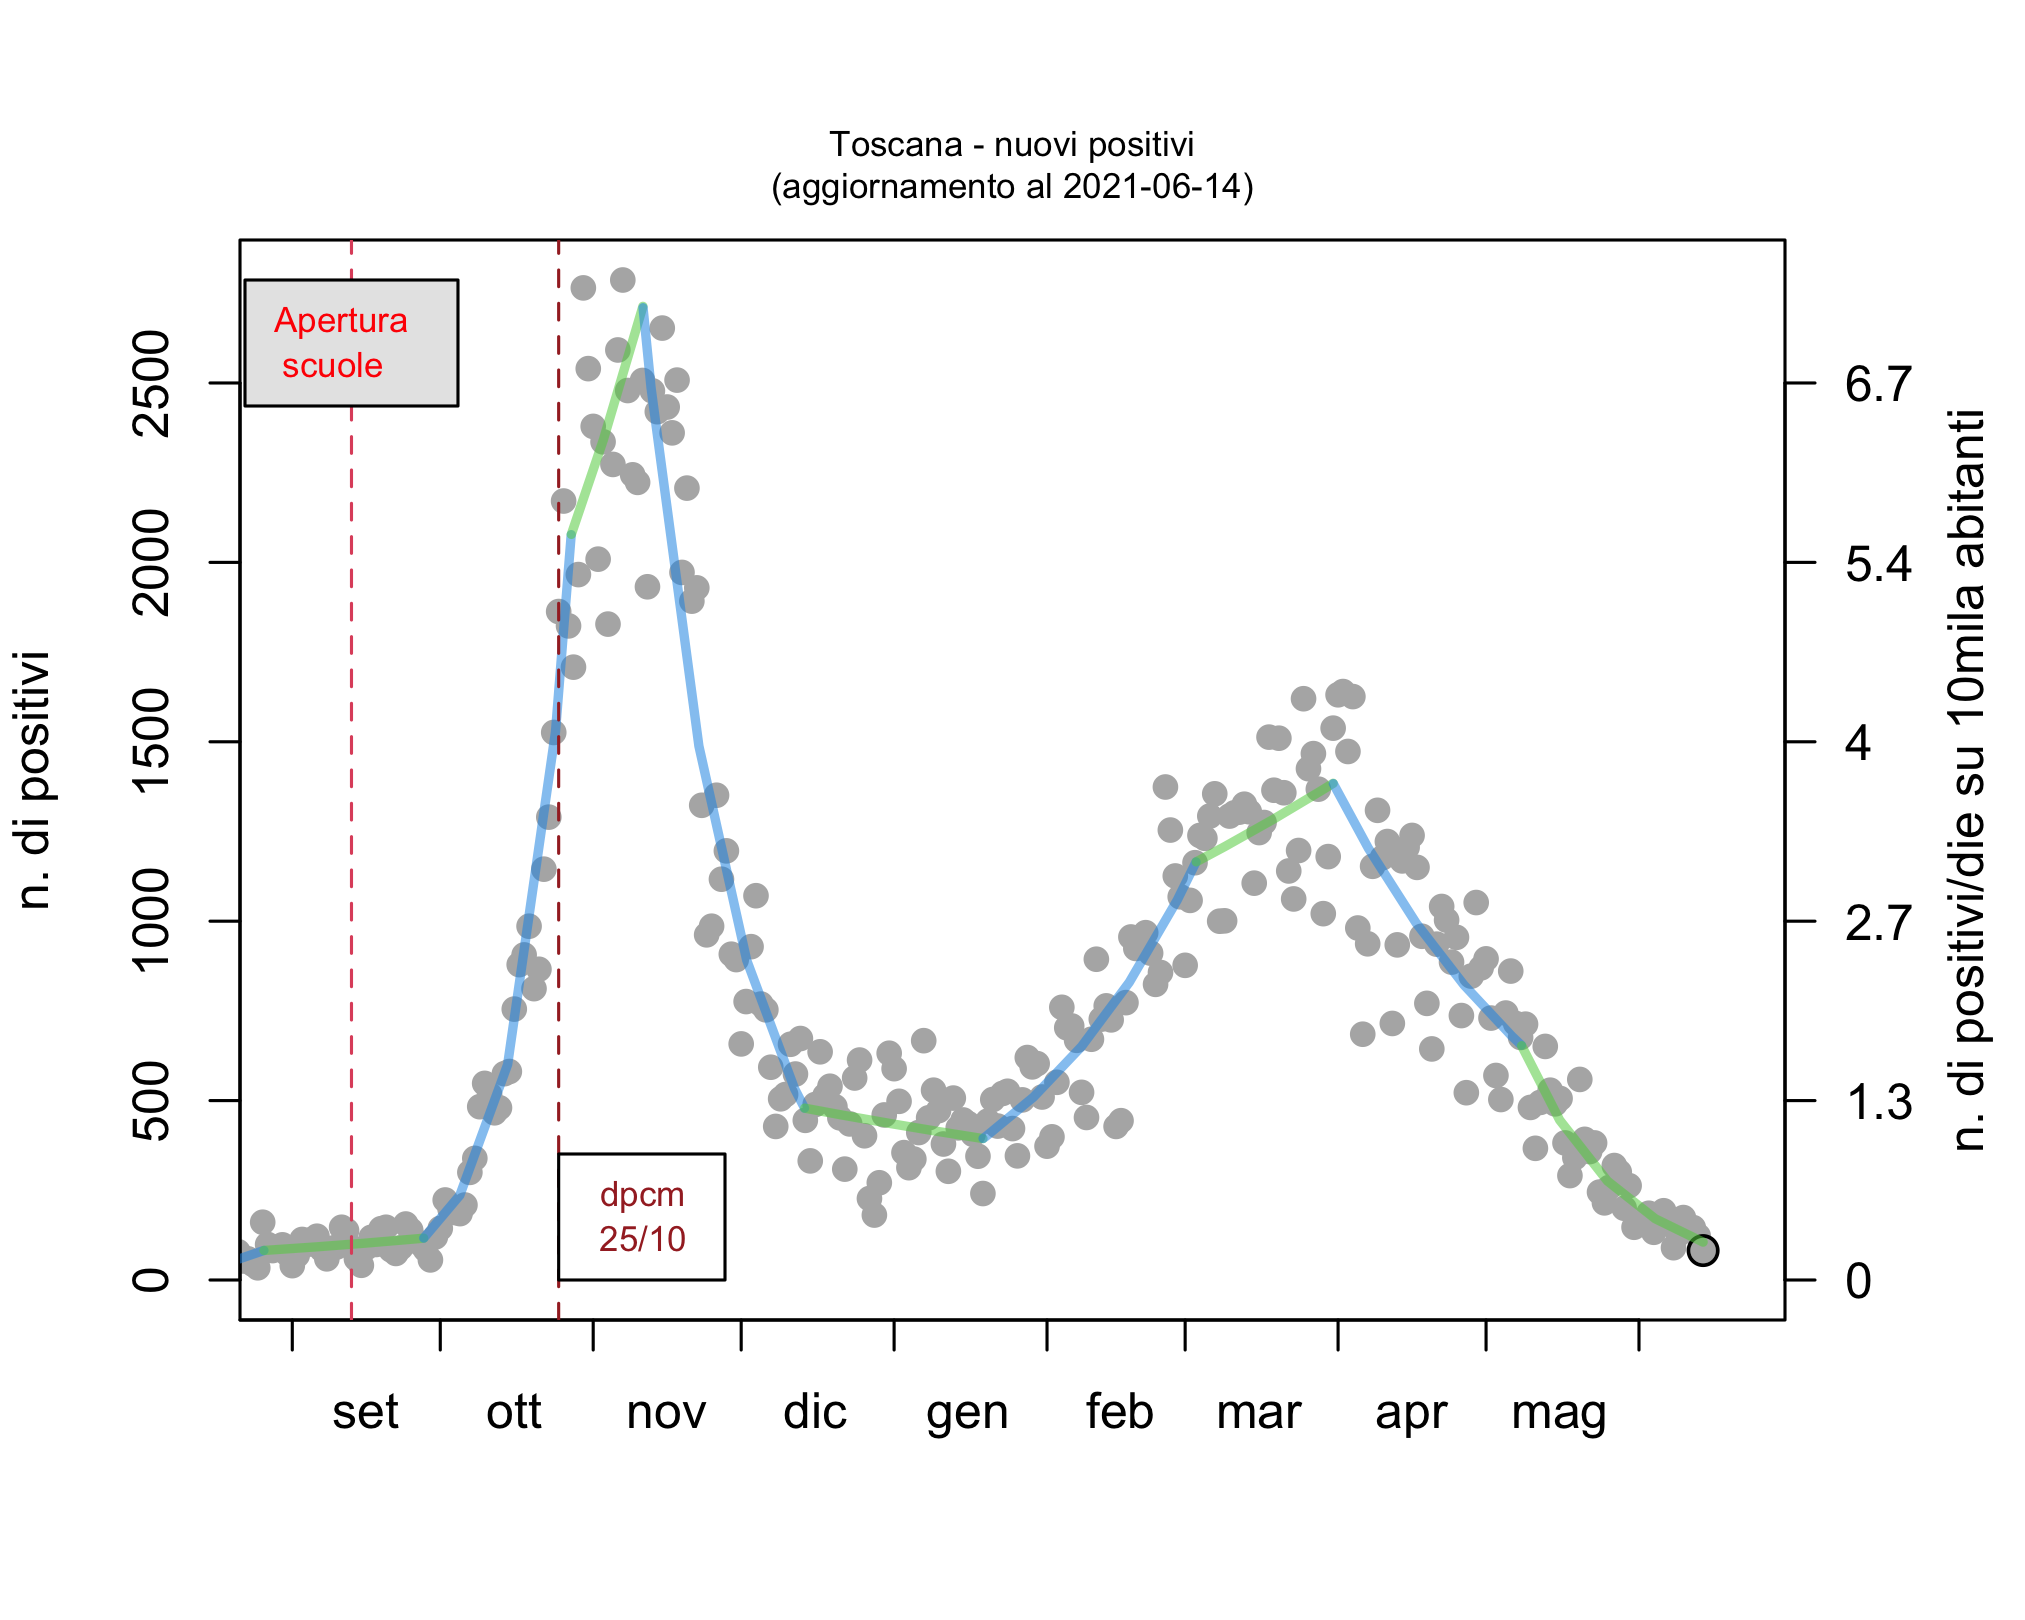 Toscana - nuovi positivi
(aggiornamento al 2021-06-14)
Apertura
scuole
dpcm
25/10
n. di positivi
0
500
1000
1500
2000
2500
0
1.3
2.7
4
5.4
6.7
n. di positivi/die su 10mila abitanti
set ott nov dic gen feb mar apr mag